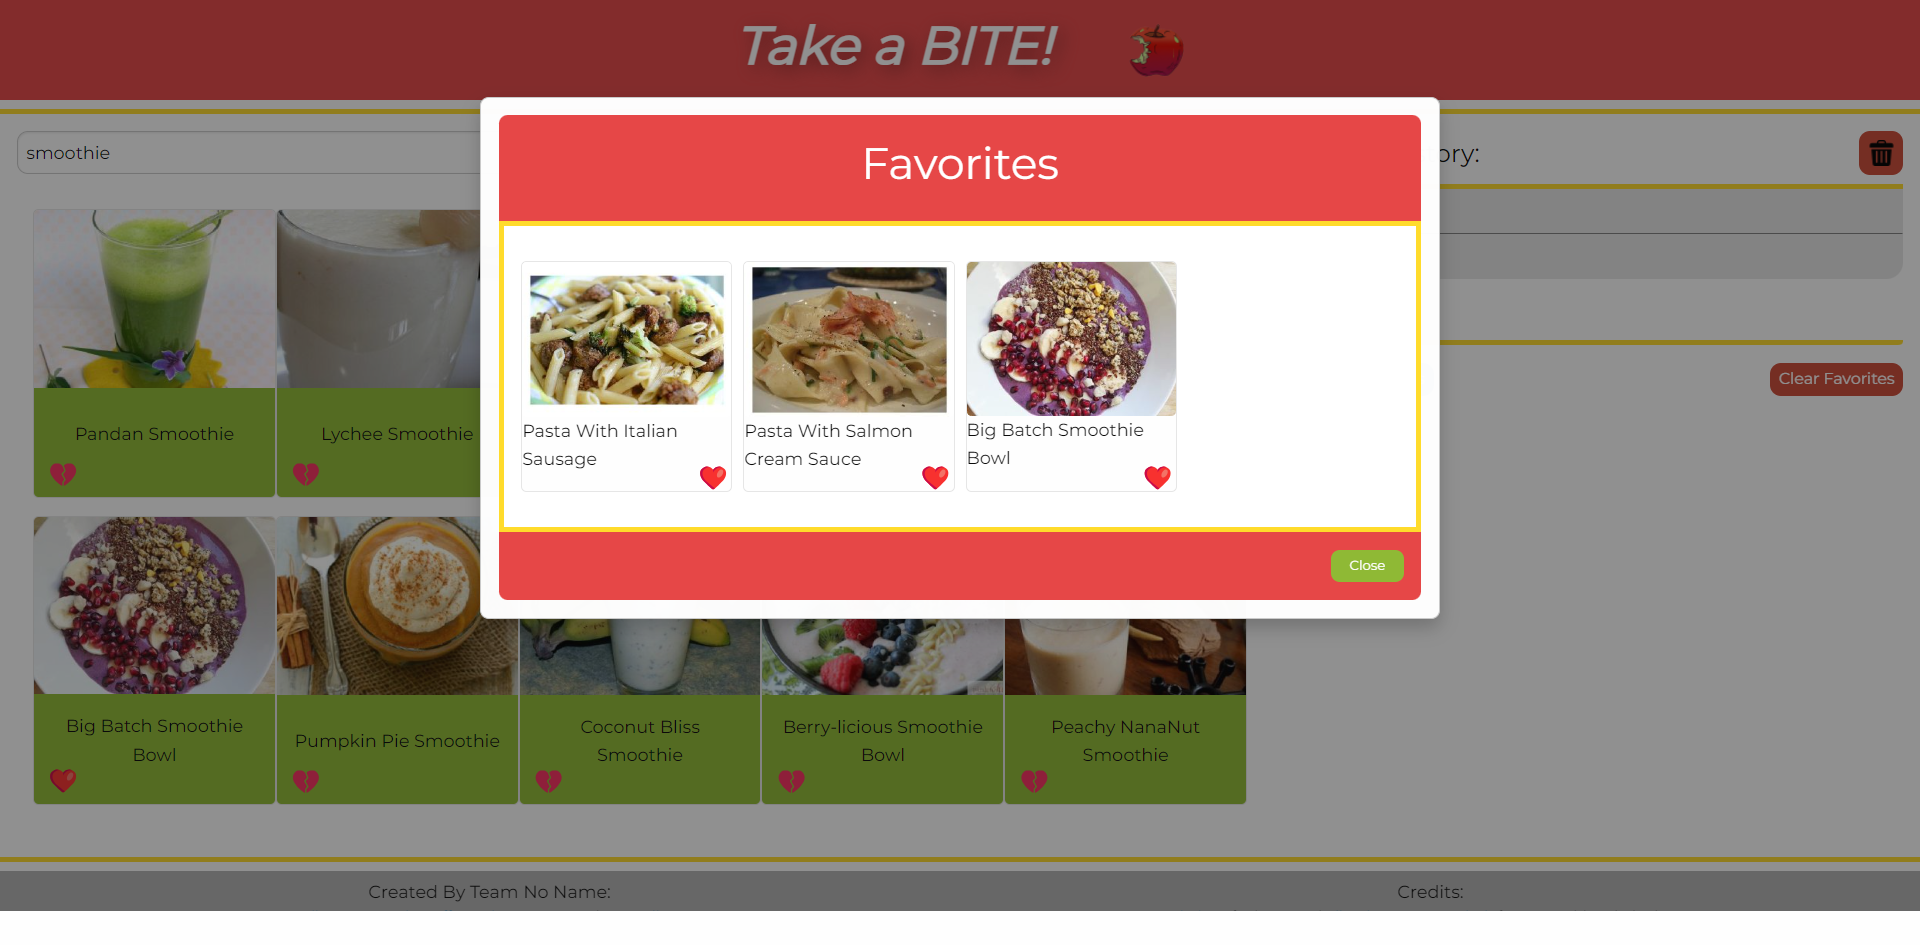 Take a BITE!
smoothie
ory:
Favorites
Pasta With Italian
Sausage
Pasta With Salmon
Cream Sauce
Big Batch Smoothie
Bowl
Close
Clear Favorites
Pandan Smoothie
Lychee Smoothie
Big Batch Smoothie
Bowl
Pumpkin Pie Smoothie
Coconut Bliss
Smoothie
Berry-licious Smoothie
Bowl
Peachy NanaNut
Smoothie
Created By Team No Name:
Credits: